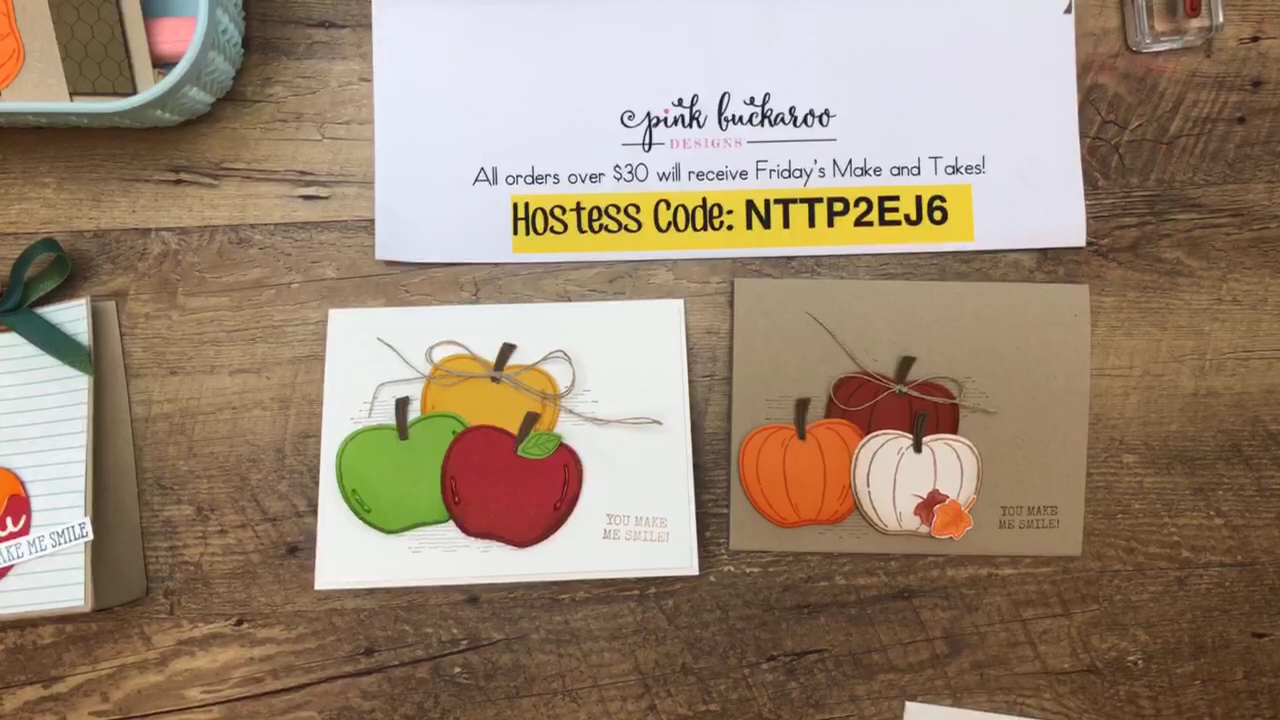 pink buckaroo
DESIGNS
All orders over $30 will receive Friday's Make and Takes!
Hostess Code: NTTP2EJ6
YOU MAKE
ME SMILE!
YOU MAKE
ME SMILE!
AKE ME SMILE